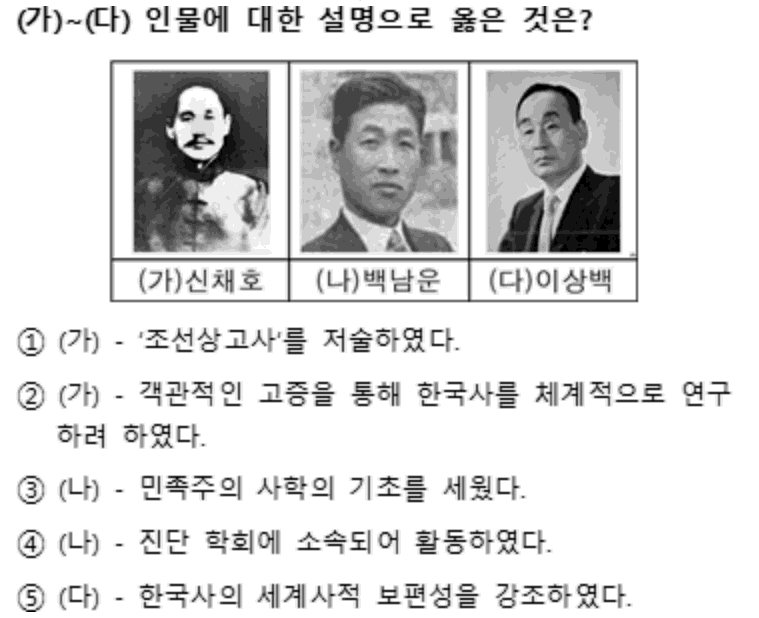 (가)~(다) 인물에 대한 설명으로 옳은 것은?
(가)신채호 (나)백남운 (다)이상백
① (가) - '조선상고사'를 저술하였다.
② (가) - 객관적인 고증을 통해 한국사를 체계적으로 연구
하려 하였다.
③ (나) - 민족주의 사학의 기초를 세웠다.
④ (나) - 진단 학회에 소속되어 활동하였다.
⑤ (다) - 한국사의 세계사적 보편성을 강조하였다.